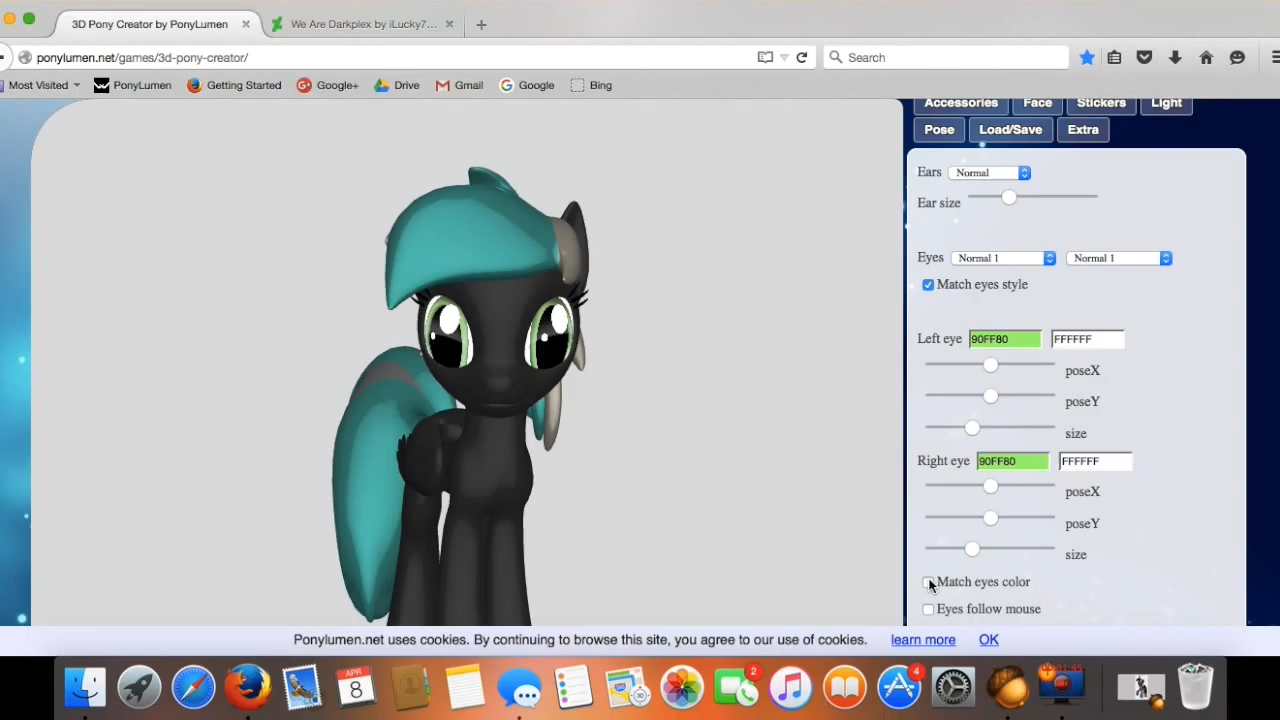 3D Pony Creator by PonyLumen
We Are Darkplex by iLucky7...
ponylumen.net/games/3d-pony-creator/
Search
Most Visited
PonyLumen
Getting Started
Google+
Drive
Gmail
Google
Bing
Accessories Face Stickers Light
Pose Load/Save Extra
Ears Normal
Ear size
Eyes Normal 1 Normal 1
Match eyes style
Left eye 90FF80 FFFFFF
poseX
poseY
size
Right eye 90FF80 FFFFFF
poseX
poseY
size
Match eyes color
Eyes follow mouse
Ponylumen.net uses cookies. By continuing to browse this site, you agree to our use of cookies. learn more OK
APR
8
2
4